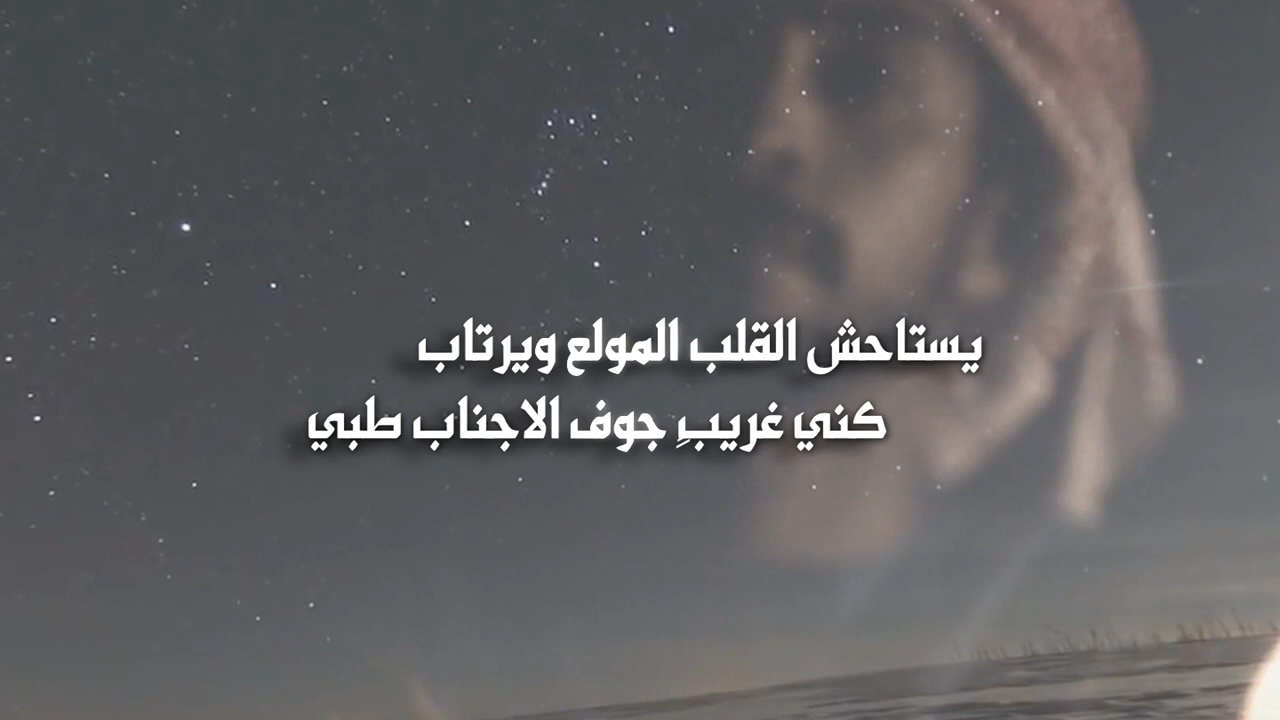 يستاحش القلب المولع ويرتاب
كني غريبِ جوف الاجناب طبي